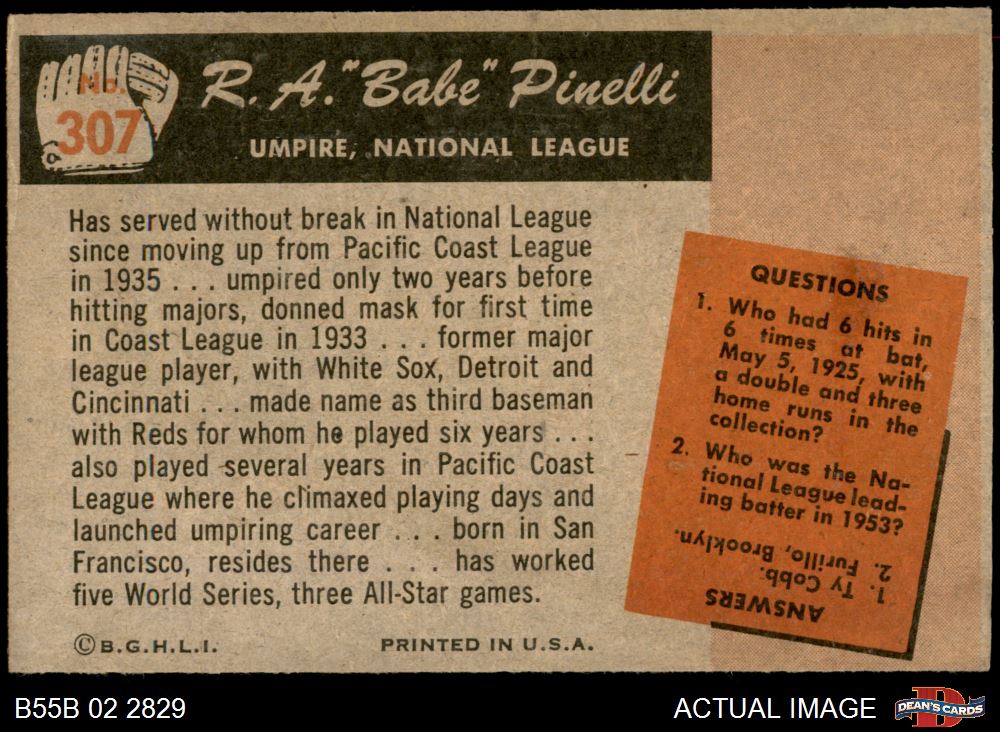 No.
307
R. A. "Babe" Pinelli
UMPIRE, NATIONAL LEAGUE
Has served without break in National League
since moving up from Pacific Coast League
in 1935 . . . umpired only two years before
hitting majors, donned mask for first time
in Coast League in 1933 . . . former major
league player, with White Sox, Detroit and
Cincinnati . . . made name as third baseman
with Reds for whom he played six years . . .
also played several years in Pacific Coast
League where he climaxed playing days and
launched umpiring career . . . born in San
Francisco, resides there . . . has worked
five World Series, three All-Star games.
©B.G.H.L.I.
PRINTED IN U.S.A.
QUESTIONS
1. Who had 6 hits in
6 times at bat,
May 5, 1925, with
a double and three
home runs in the
collection?
2. Who was the Na-
tional League lead-
ing batter in 1953?
ANSWERS
1. Ty Cobb.
2. Furillo, Brooklyn.
B55B 02 2829
ACTUAL IMAGE
D
DEAN'S CARDS